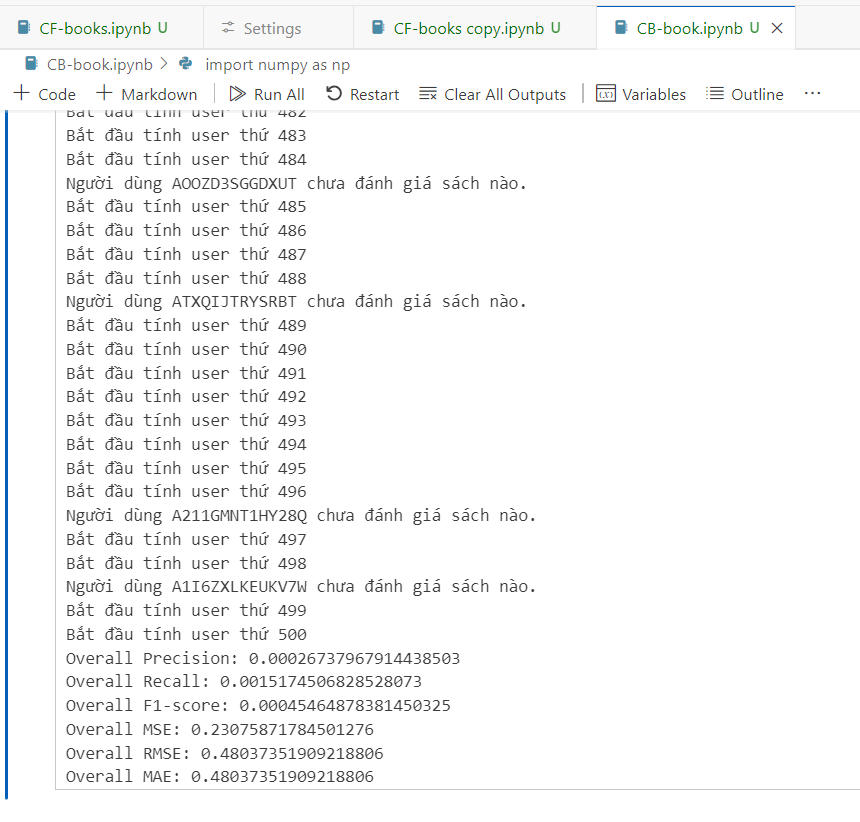 CF-books.ipynb U Settings CF-books copy.ipynb U CB-book.ipynb U
CB-book.ipynb > import numpy as np
+ Code + Markdown Run All Restart Clear All Outputs Variables Outline ...
Bắt đầu tính user thứ 482
Bắt đầu tính user thứ 483
Bắt đầu tính user thứ 484
Người dùng AOOZD3SGGDXUT chưa đánh giá sách nào.
Bắt đầu tính user thứ 485
Bắt đầu tính user thứ 486
Bắt đầu tính user thứ 487
Bắt đầu tính user thứ 488
Người dùng ATXQIJTRYSRBT chưa đánh giá sách nào.
Bắt đầu tính user thứ 489
Bắt đầu tính user thứ 490
Bắt đầu tính user thứ 491
Bắt đầu tính user thứ 492
Bắt đầu tính user thứ 493
Bắt đầu tính user thứ 494
Bắt đầu tính user thứ 495
Bắt đầu tính user thứ 496
Người dùng A211GMNT1HY28Q chưa đánh giá sách nào.
Bắt đầu tính user thứ 497
Bắt đầu tính user thứ 498
Người dùng A1I6ZXLKEUKV7W chưa đánh giá sách nào.
Bắt đầu tính user thứ 499
Bắt đầu tính user thứ 500
Overall Precision: 0.00026737967914438503
Overall Recall: 0.0015174506828528073
Overall F1-score: 0.00045464878381450325
Overall MSE: 0.23075871784501276
Overall RMSE: 0.48037351909218806
Overall MAE: 0.48037351909218806